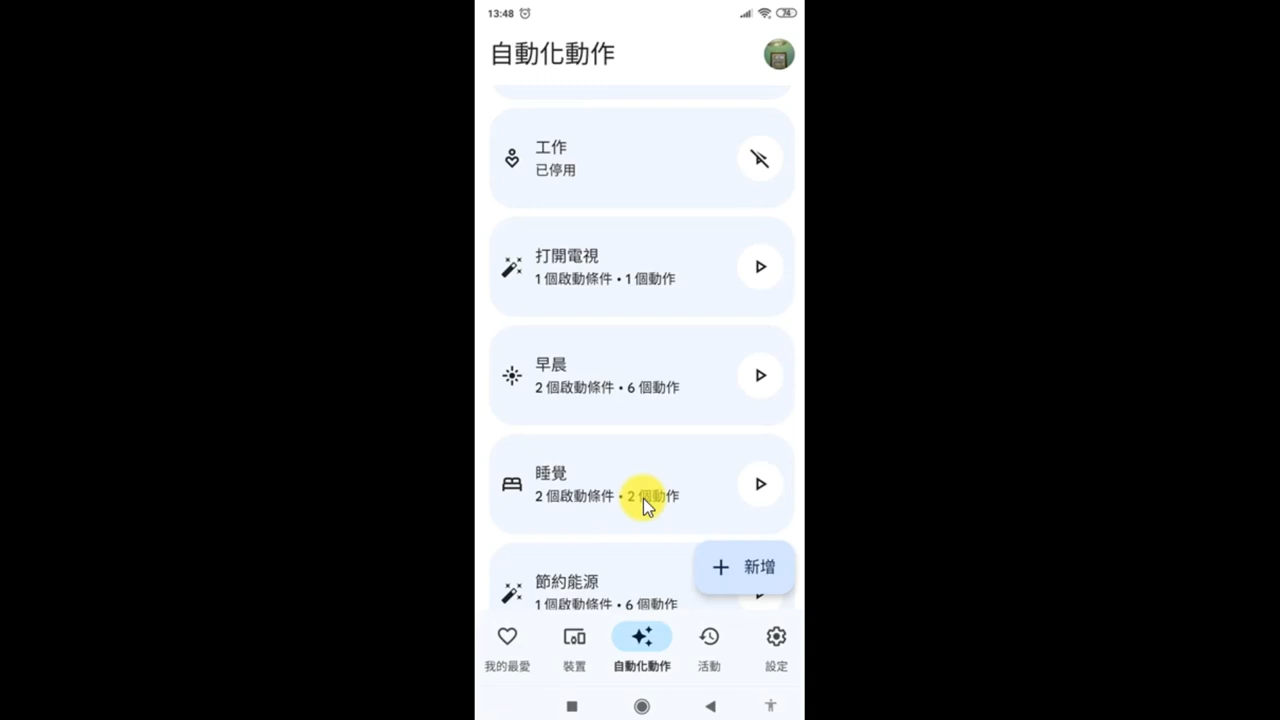 13:48
74
自動化動作
工作
已停用
打開電視
1 個啟動條件 • 1 個動作
早晨
2 個啟動條件 • 6 個動作
睡覺
2 個啟動條件 • 2 個動作
節約能源
1 個啟動條件 • 6 個動作
新增
我的最愛
裝置
自動化動作
活動
設定